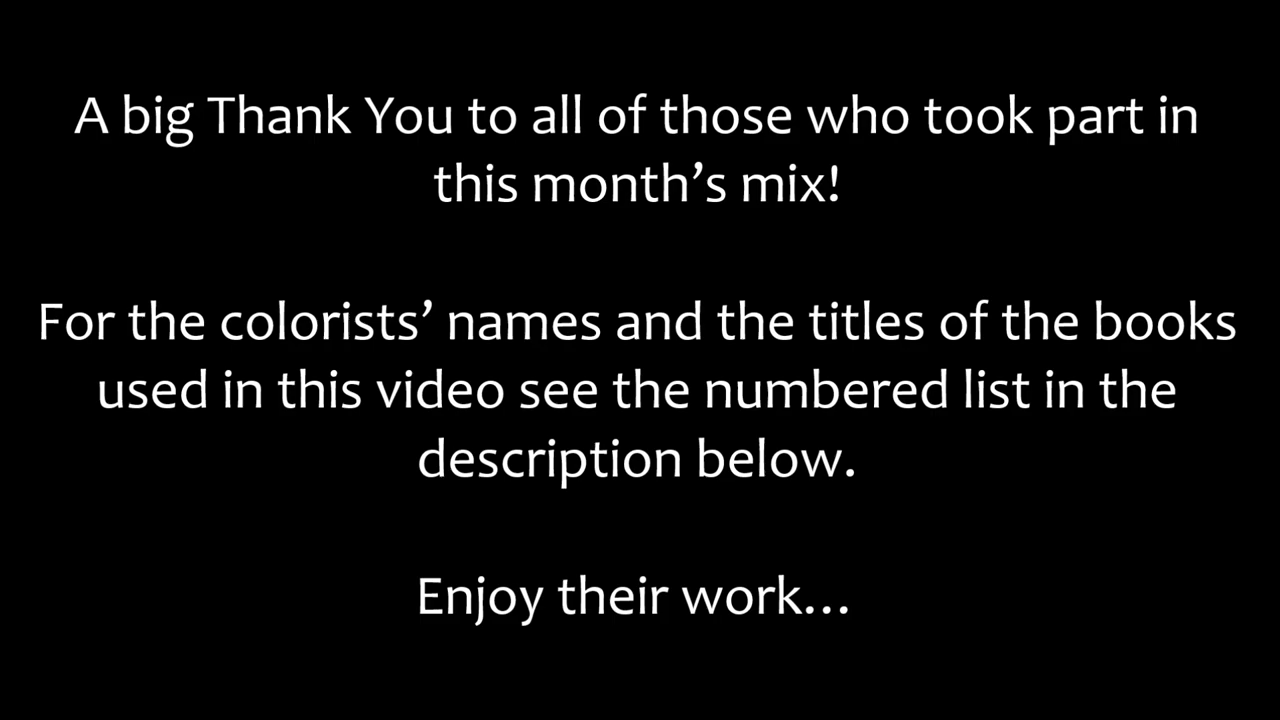 A big Thank You to all of those who took part in
this month’s mix!
For the colorists’ names and the titles of the books
used in this video see the numbered list in the
description below.
Enjoy their work…